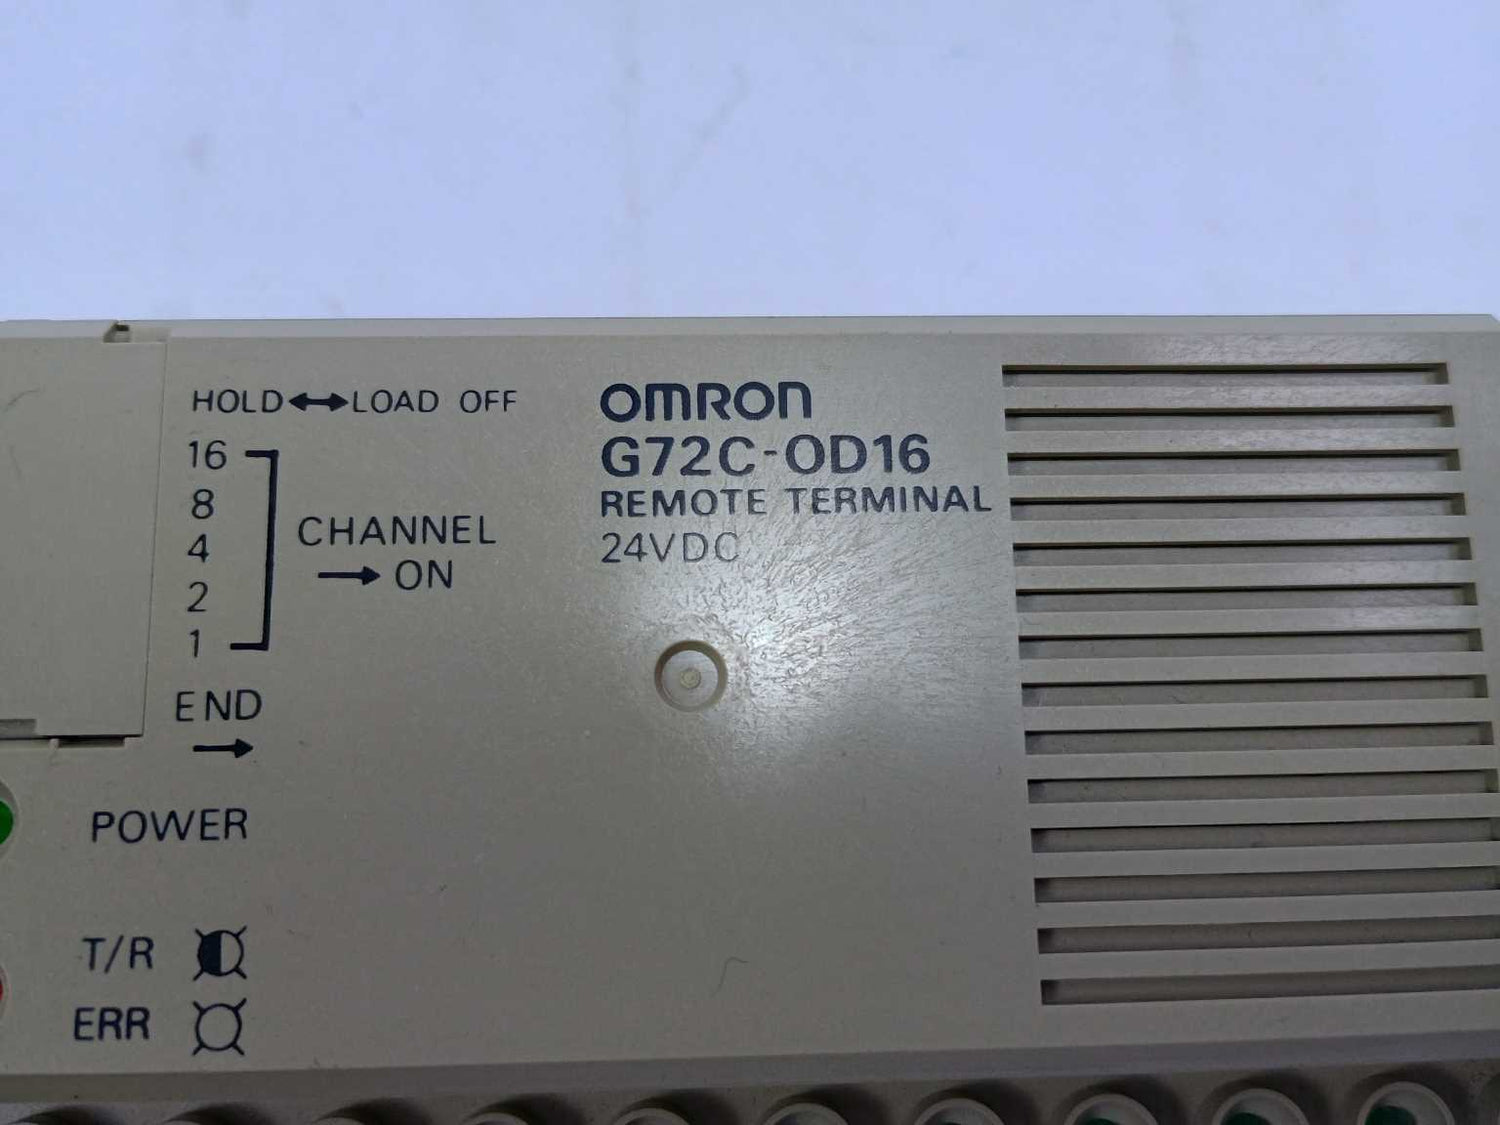 HOLD↔LOAD OFF
16
8
4
2
1
CHANNEL
→ ON
END
→
POWER
T/R
ERR
OMRON
G72C-OD16
REMOTE TERMINAL
24VDC